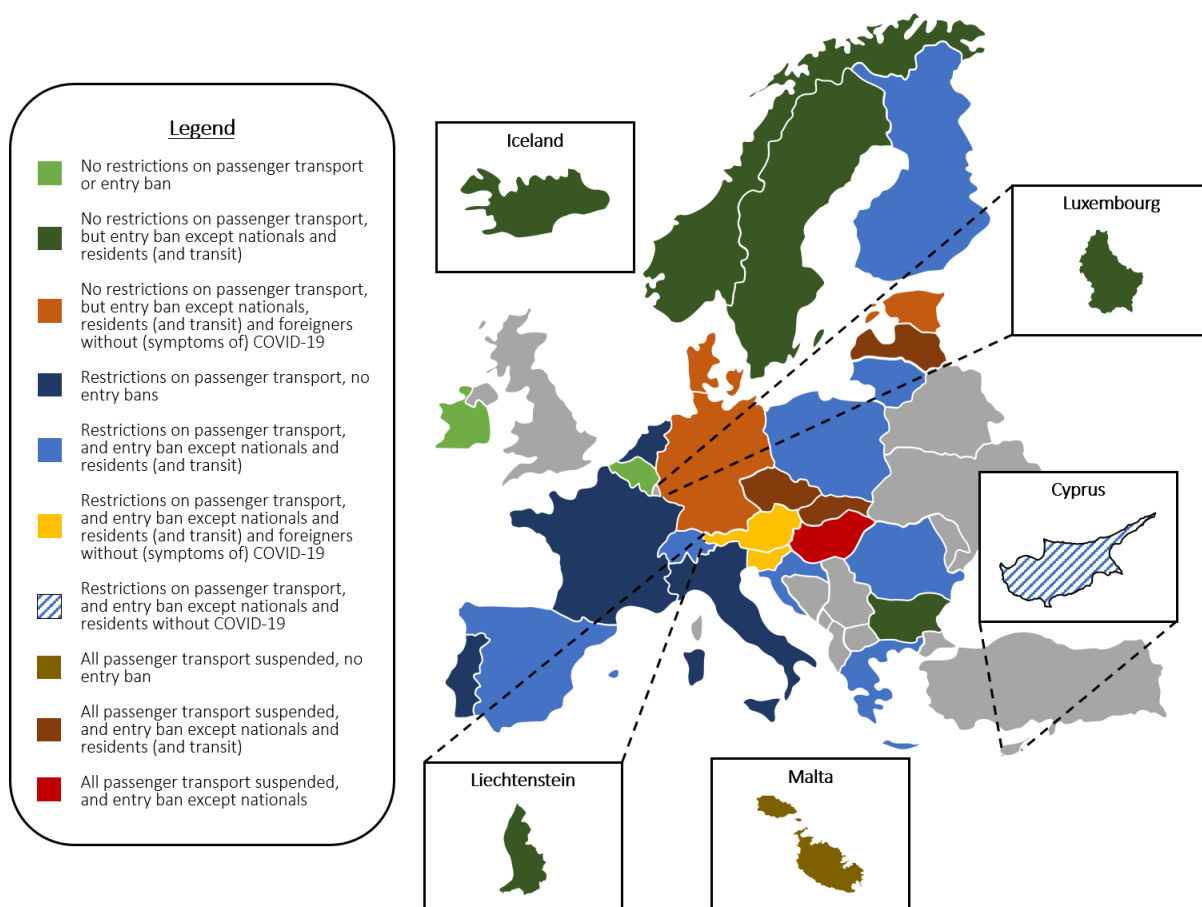 Legend
No restrictions on passenger transport
or entry ban
No restrictions on passenger transport,
but entry ban except nationals and
residents (and transit)
No restrictions on passenger transport,
but entry ban except nationals,
residents (and transit) and foreigners
without (symptoms of) COVID-19
Restrictions on passenger transport, no
entry bans
Restrictions on passenger transport,
and entry ban except nationals and
residents (and transit)
Restrictions on passenger transport,
and entry ban except nationals and
residents (and transit) and foreigners
without (symptoms of) COVID-19
Restrictions on passenger transport,
and entry ban except nationals and
residents without COVID-19
All passenger transport suspended, no
entry ban
All passenger transport suspended,
and entry ban except nationals and
residents (and transit)
All passenger transport suspended,
and entry ban except nationals
Iceland
Luxembourg
Cyprus
Liechtenstein
Malta